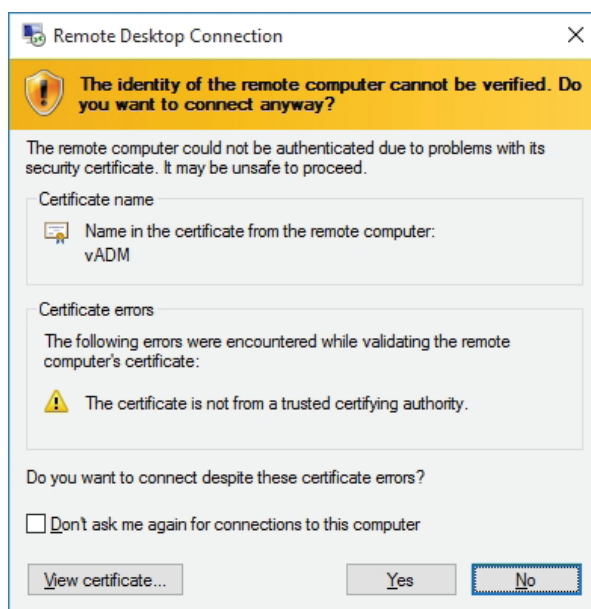 Remote Desktop Connection
The identity of the remote computer cannot be verified. Do
you want to connect anyway?
The remote computer could not be authenticated due to problems with its
security certificate. It may be unsafe to proceed.
Certificate name
Name in the certificate from the remote computer:
vADM
Certificate errors
The following errors were encountered while validating the remote
computer's certificate:
The certificate is not from a trusted certifying authority.
Do you want to connect despite these certificate errors?
Don't ask me again for connections to this computer
View certificate... Yes No